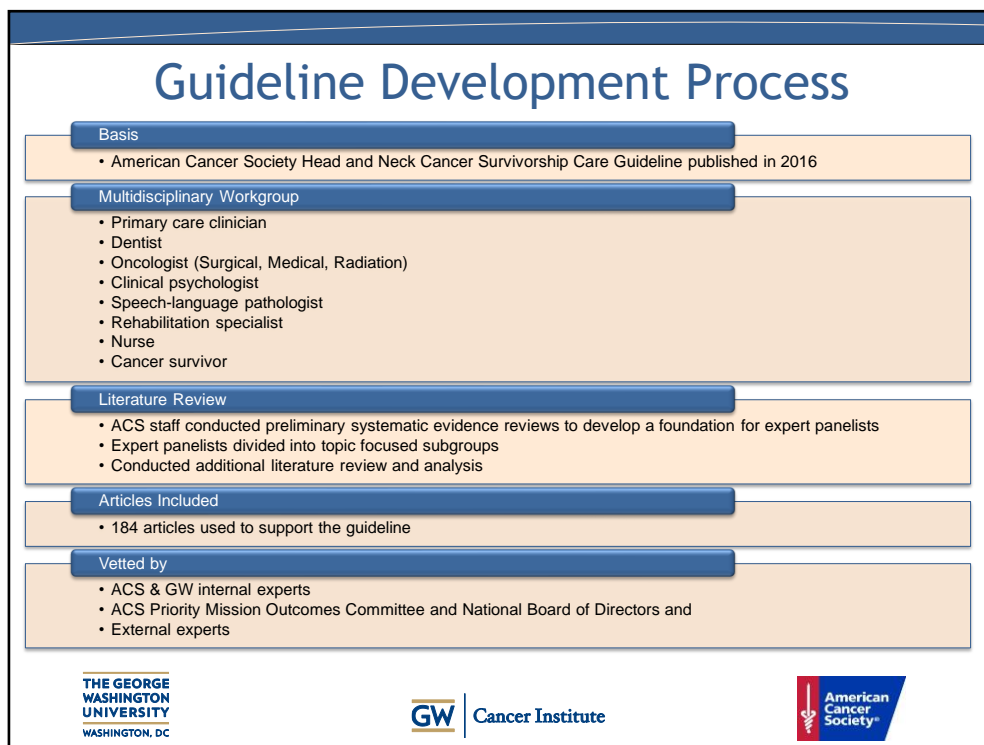 Guideline Development Process
Basis
• American Cancer Society Head and Neck Cancer Survivorship Care Guideline published in 2016
Multidisciplinary Workgroup
• Primary care clinician
• Dentist
• Oncologist (Surgical, Medical, Radiation)
• Clinical psychologist
• Speech-language pathologist
• Rehabilitation specialist
• Nurse
• Cancer survivor
Literature Review
• ACS staff conducted preliminary systematic evidence reviews to develop a foundation for expert panelists
• Expert panelists divided into topic focused subgroups
• Conducted additional literature review and analysis
Articles Included
• 184 articles used to support the guideline
Vetted by
• ACS & GW internal experts
• ACS Priority Mission Outcomes Committee and National Board of Directors and
• External experts
THE GEORGE
WASHINGTON
UNIVERSITY
WASHINGTON, DC
GW Cancer Institute
American
Cancer
Society®